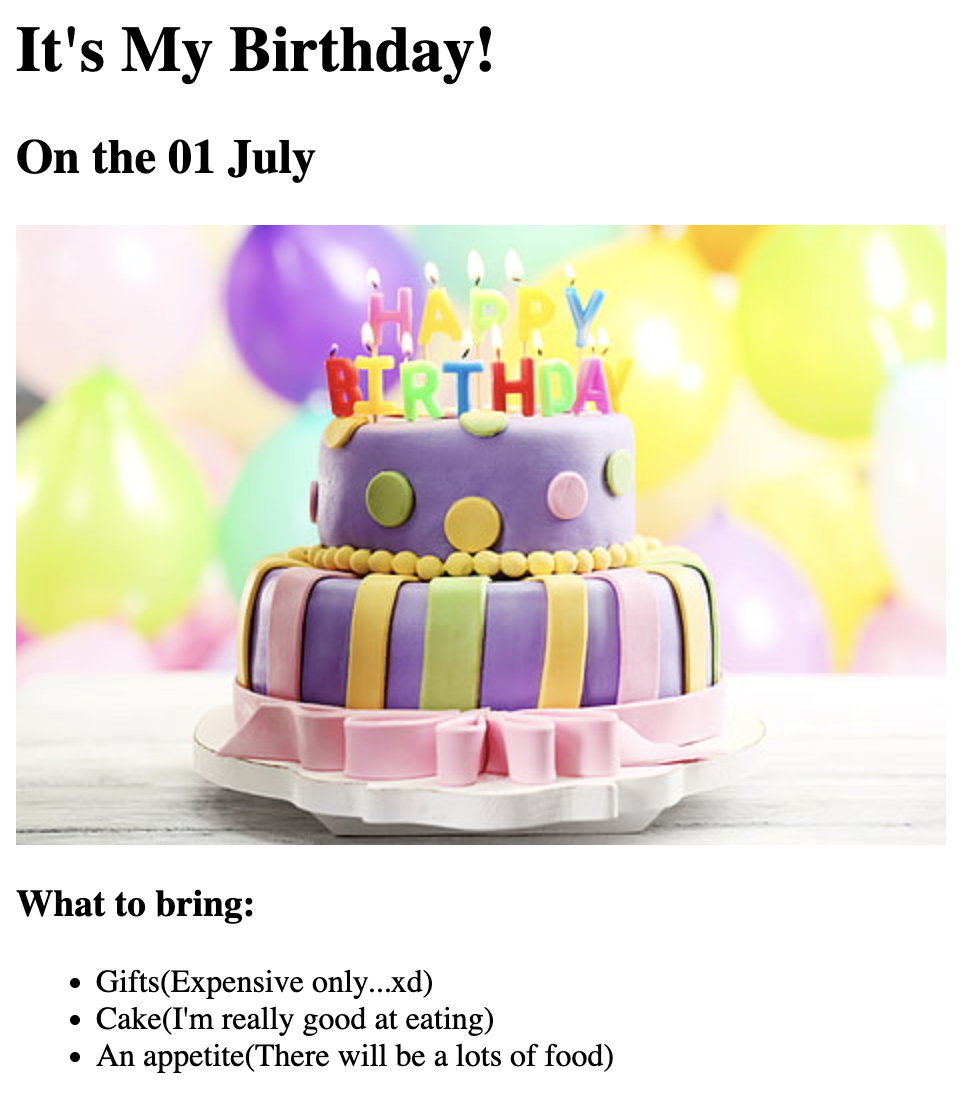 It's My Birthday!
On the 01 July
HAPPY
BIRTHDAY
What to bring:
Gifts(Expensive only...xd)
Cake(I'm really good at eating)
An appetite(There will be a lots of food)